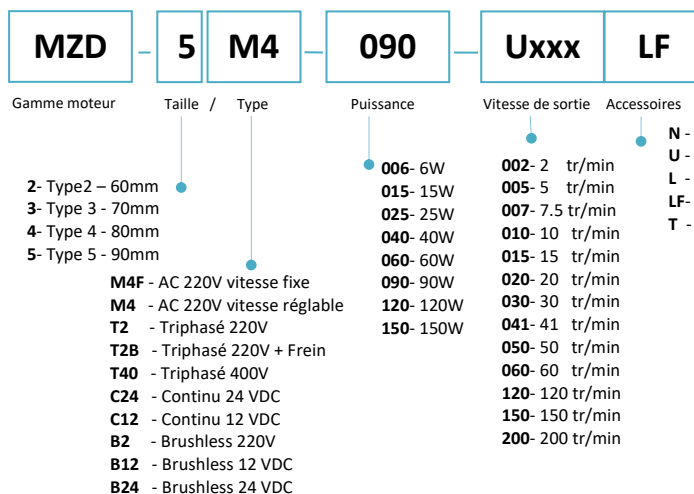 MZD - 5 M4 - 090 - Uxxx LF
Gamme moteur Taille / Type Puissance Vitesse de sortie Accessoires
2- Type2 – 60mm
3- Type 3 - 70mm
4- Type 4 - 80mm
5- Type 5 - 90mm
M4F - AC 220V vitesse fixe
M4 - AC 220V vitesse réglable
T2 - Triphasé 220V
T2B - Triphasé 220V + Frein
T40 - Triphasé 400V
C24 - Continu 24 VDC
C12 - Continu 12 VDC
B2 - Brushless 220V
B12 - Brushless 12 VDC
B24 - Brushless 24 VDC
006- 6W
015- 15W
025- 25W
040- 40W
060- 60W
090- 90W
120- 120W
150- 150W
002- 2 tr/min
005- 5 tr/min
007- 7.5 tr/min
010- 10 tr/min
015- 15 tr/min
020- 20 tr/min
030- 30 tr/min
041- 41 tr/min
050- 50 tr/min
060- 60 tr/min
120- 120 tr/min
150- 150 tr/min
200- 200 tr/min
N -
U -
L -
LF-
T -